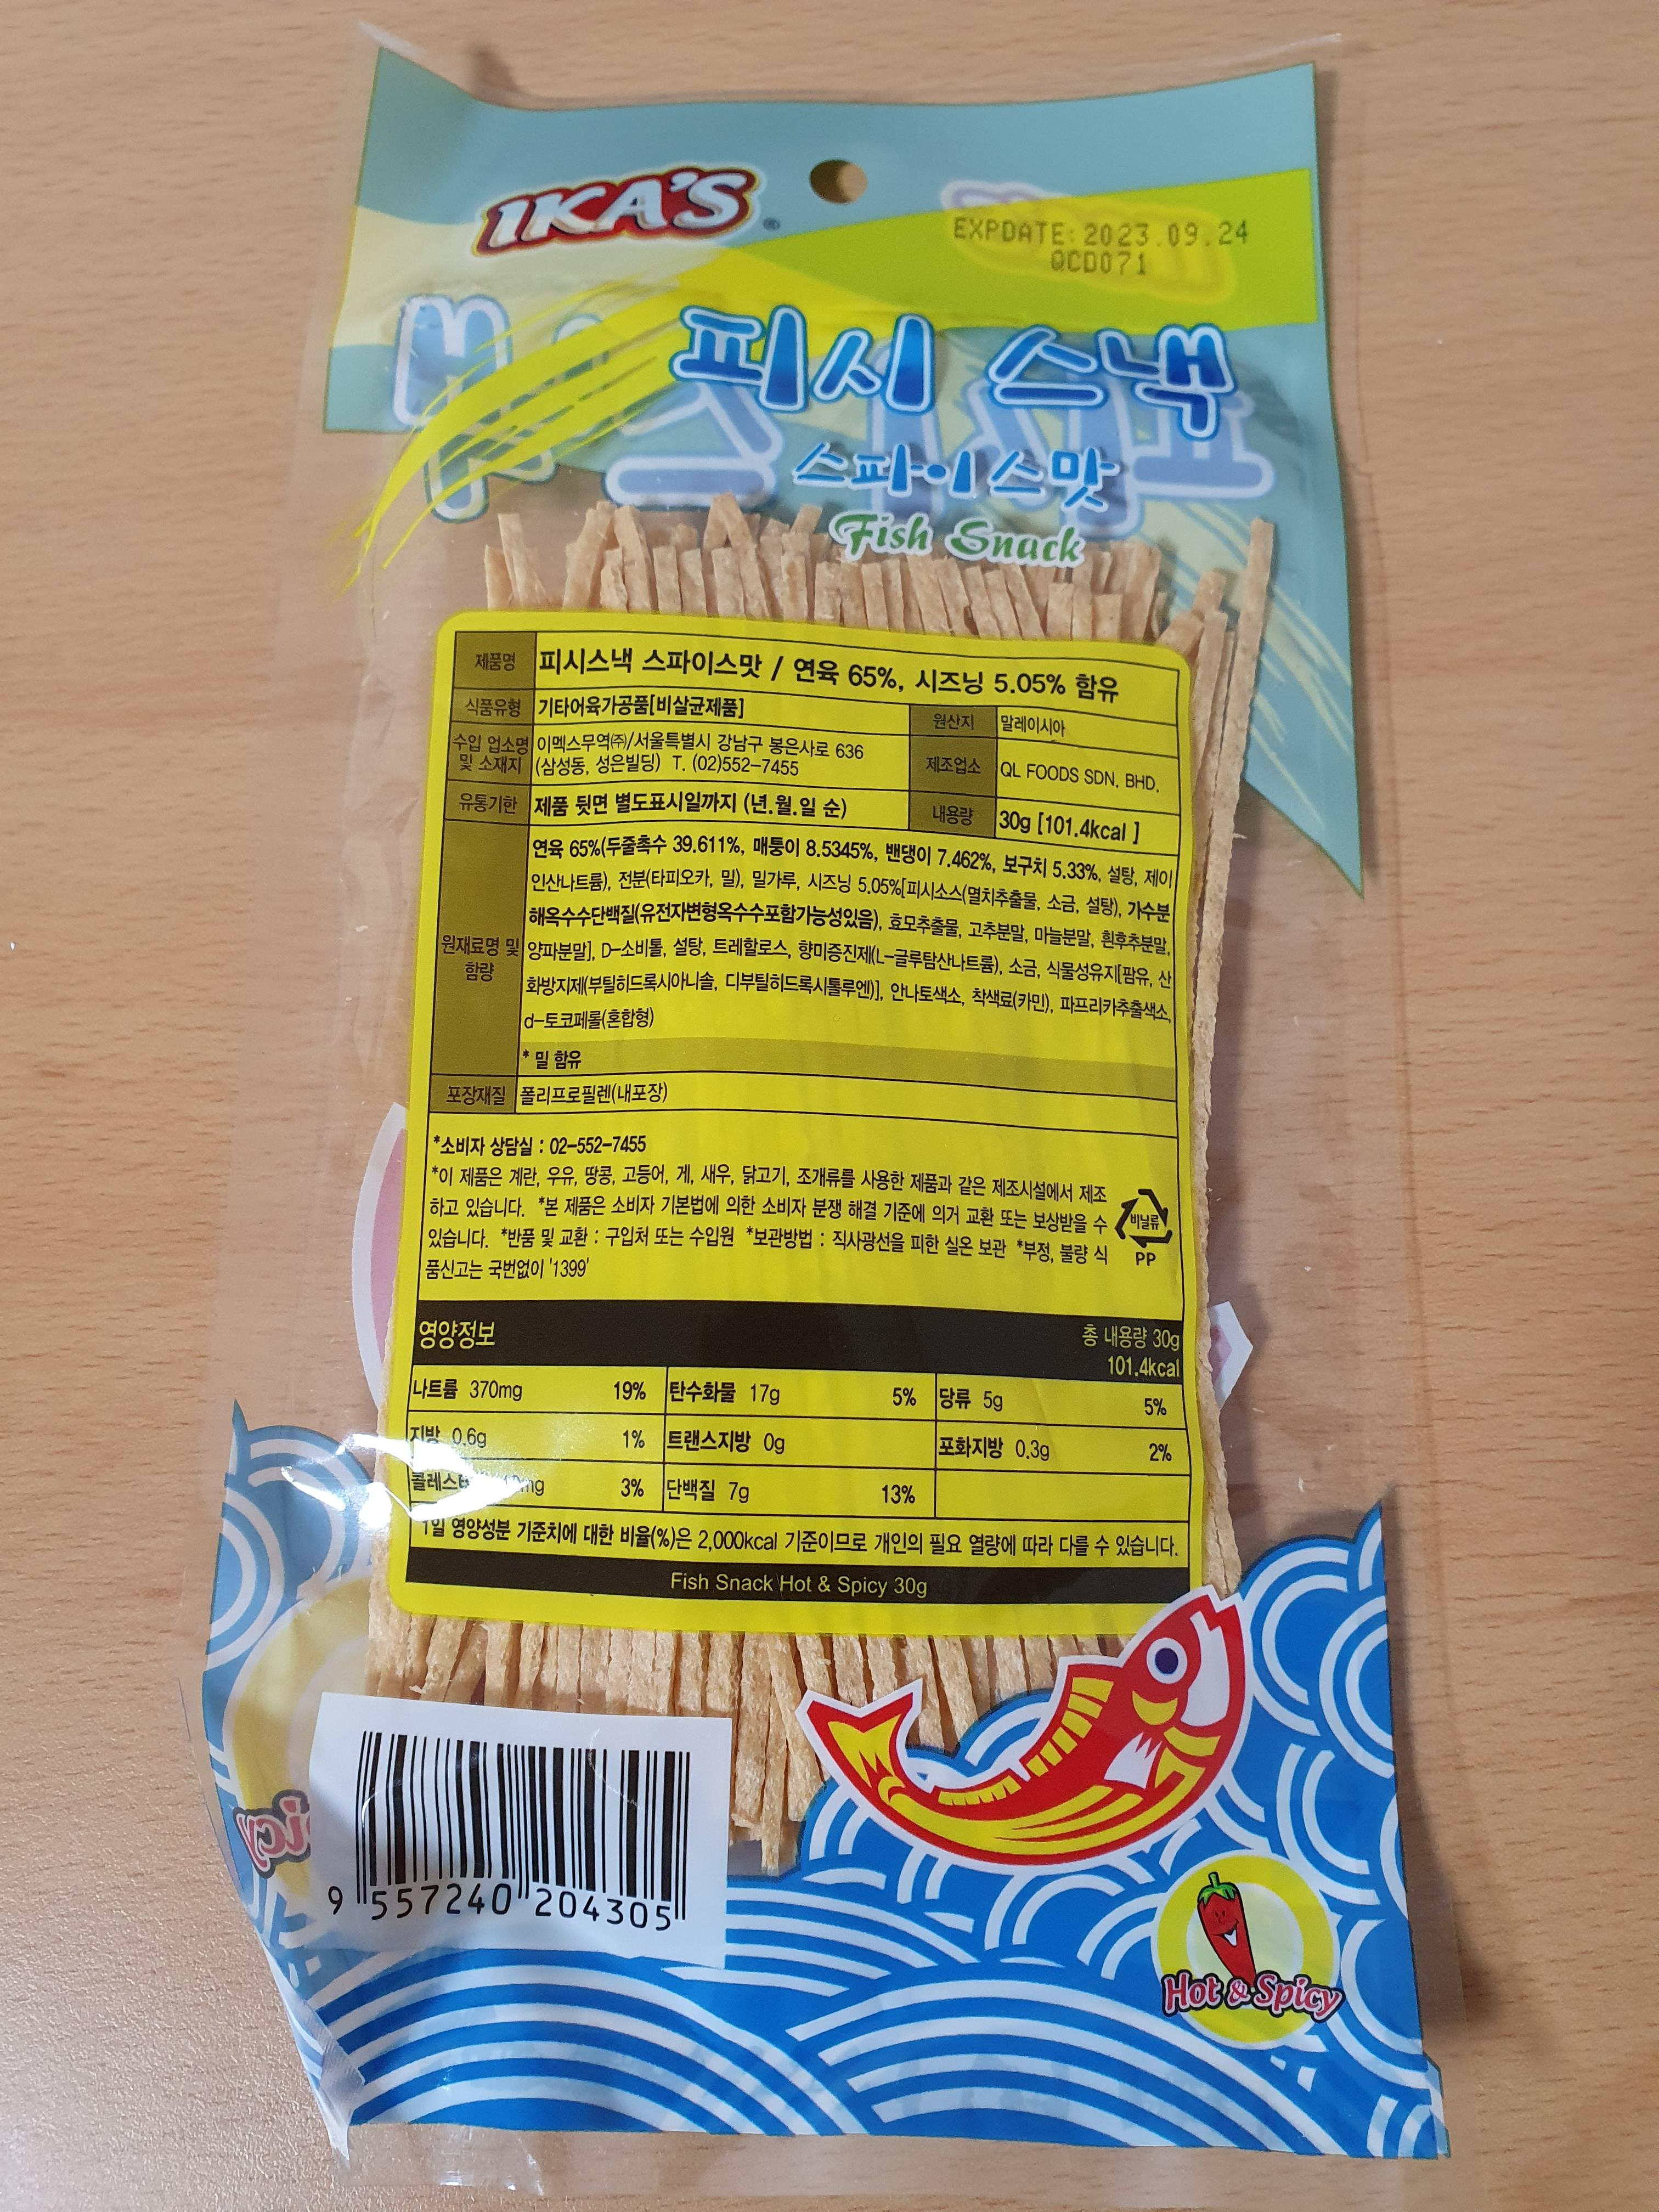 IKA'S
EXPDATE: 2023.09.24
QCD071
피시 스낵
스파이스맛
Fish Snack
제품명 피시스낵 스파이스맛 / 연육 65%, 시즈닝 5.05% 함유
식품유형 기타어육가공품[비살균제품] 원산지 말레이시아
수입 업소명 및 소재지 이멕스무역㈜/서울특별시 강남구 봉은사로 636
(삼성동, 성은빌딩) T. (02)552-7455 제조업소 QL FOODS SDN. BHD.
유통기한 제품 뒷면 별도표시일까지 (년.월.일 순) 내용량 30g [101.4kcal ]
원재료명 및 함량
연육 65%(두줄촉수 39.611%, 매퉁이 8.5345%, 밴댕이 7.462%, 보구치 5.33%, 설탕, 제이
인산나트륨), 전분(타피오카, 밀), 밀가루, 시즈닝 5.05%[피시소스(멸치추출물, 소금, 설탕), 가수분
해옥수수단백질(유전자변형옥수수포함가능성있음), 효모추출물, 고추분말, 마늘분말, 흰후추분말,
양파분말], D-소비톨, 설탕, 트레할로스, 향미증진제(L-글루탐산나트륨), 소금, 식물성유지[팜유, 산
화방지제(부틸히드록시아니솔, 디부틸히드록시톨루엔)], 안나토색소, 착색료(카민), 파프리카추출색소,
d-토코페롤(혼합형)
* 밀 함유
포장재질 폴리프로필렌(내포장)
*소비자 상담실 : 02-552-7455
*이 제품은 계란, 우유, 땅콩, 고등어, 게, 새우, 닭고기, 조개류를 사용한 제품과 같은 제조시설에서 제조
하고 있습니다. *본 제품은 소비자 기본법에 의한 소비자 분쟁 해결 기준에 의거 교환 또는 보상받을 수
있습니다. *반품 및 교환 : 구입처 또는 수입원 *보관방법 : 직사광선을 피한 실온 보관 *부정, 불량 식
품신고는 국번없이 '1399'
비닐류
PP
영양정보 총 내용량 30g
101.4kcal
나트륨 370mg 19% 탄수화물 17g 5% 당류 5g 5%
지방 0.6g 1% 트랜스지방 0g 포화지방 0.3g 2%
콜레스 mg 3% 단백질 7g 13%
1일 영양성분 기준치에 대한 비율(%)은 2,000kcal 기준이므로 개인의 필요 열량에 따라 다를 수 있습니다.
Fish Snack Hot & Spicy 30g
9 557240 204305
Hot & Spicy